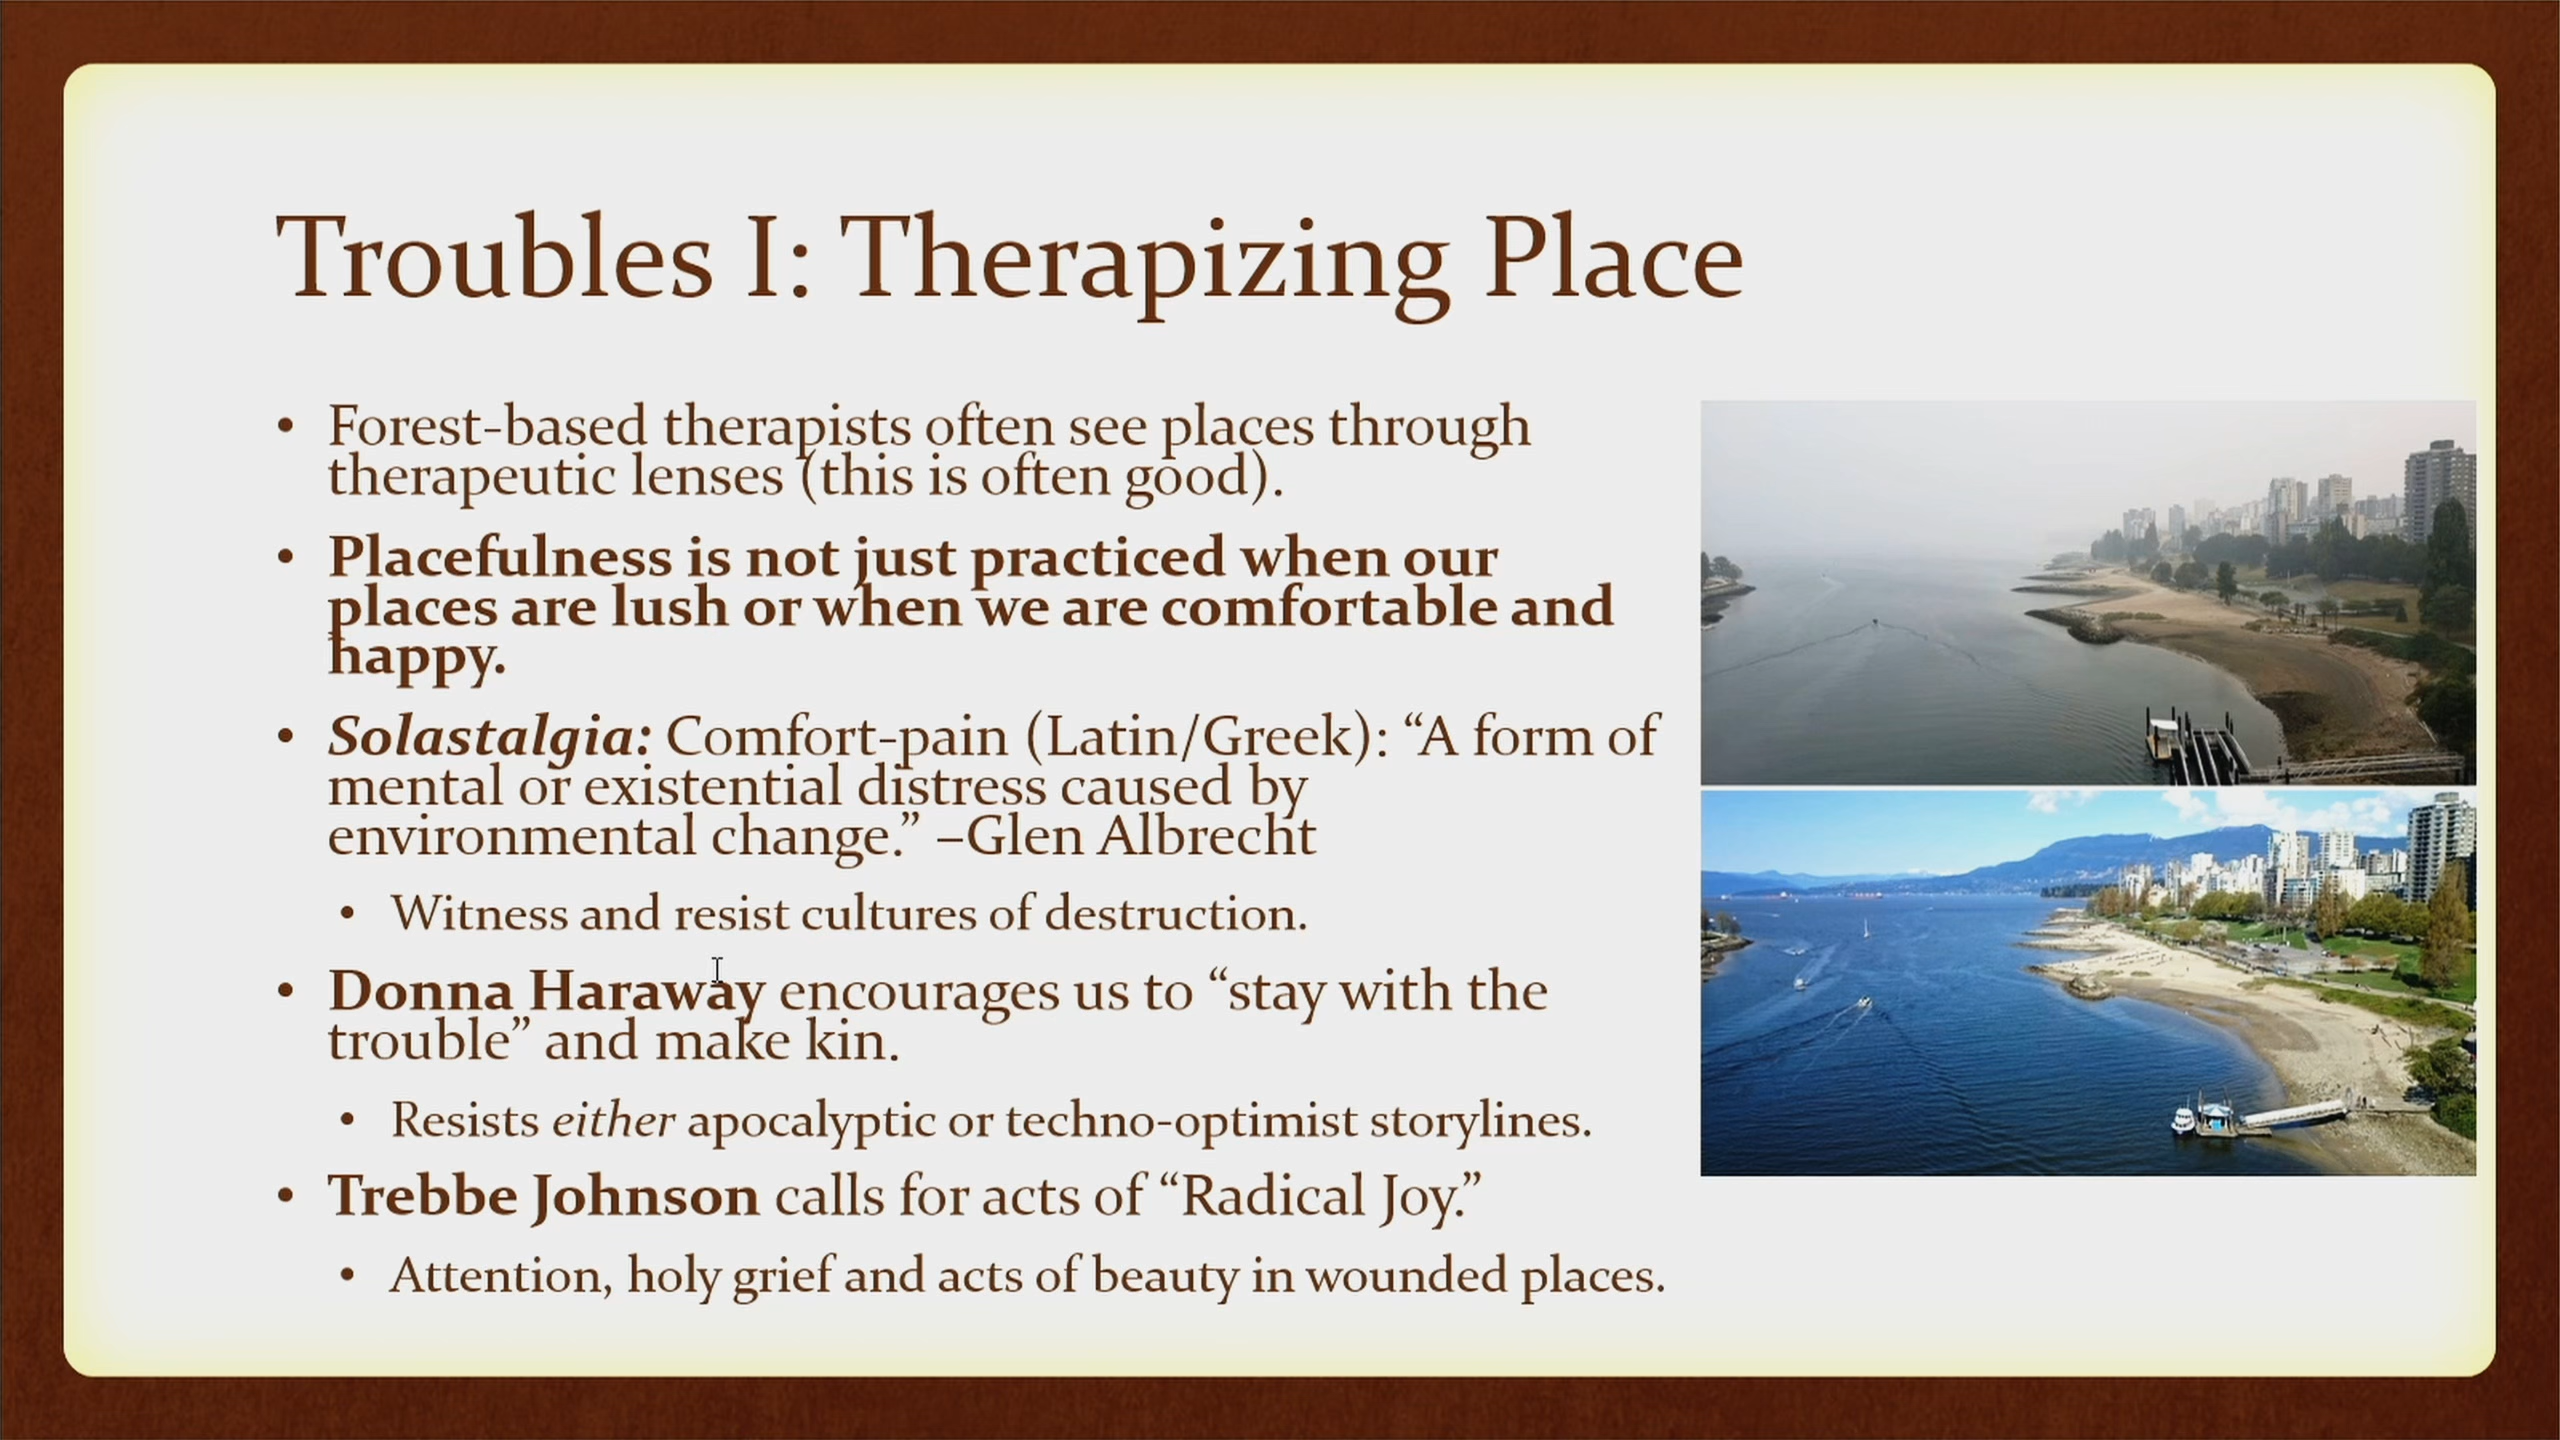 Troubles I: Therapizing Place
• Forest-based therapists often see places through
therapeutic lenses (this is often good).
• Placefulness is not just practiced when our
places are lush or when we are comfortable and
happy.
• Solastalgia: Comfort-pain (Latin/Greek): “A form of
mental or existential distress caused by
environmental change.” –Glen Albrecht
• Witness and resist cultures of destruction.
• Donna Haraway encourages us to “stay with the
trouble” and make kin.
• Resists either apocalyptic or techno-optimist storylines.
• Trebbe Johnson calls for acts of “Radical Joy.”
• Attention, holy grief and acts of beauty in wounded places.